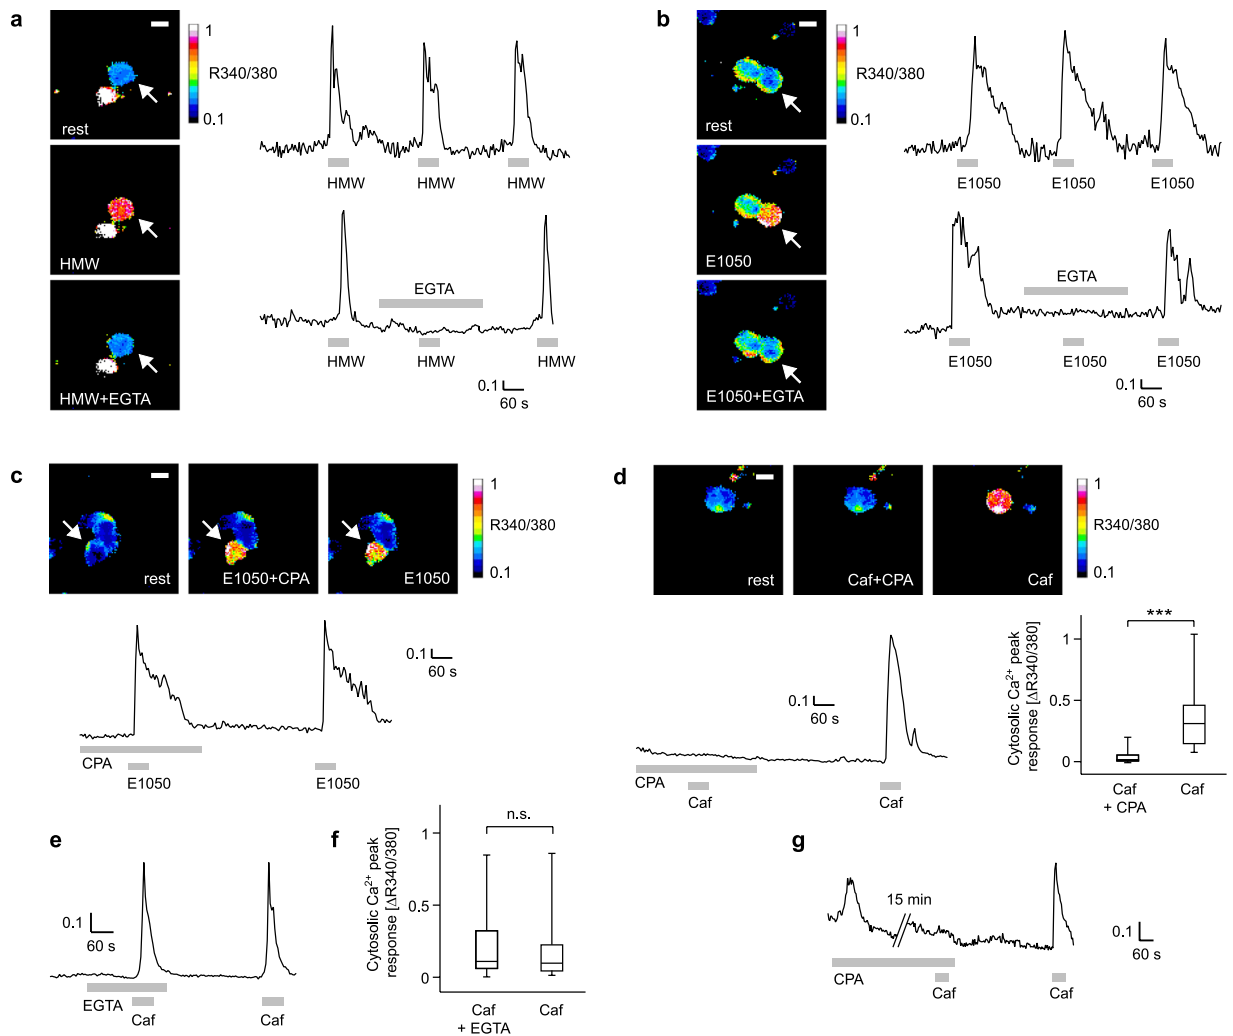 a
1
R340/380
0.1
rest
HMW
HMW+EGTA
HMW
HMW
HMW
EGTA
HMW
HMW
HMW
0.1
60 s
b
1
R340/380
0.1
rest
E1050
E1050+EGTA
E1050
E1050
E1050
EGTA
E1050
E1050
E1050
0.1
60 s
c
rest
E1050+CPA
E1050
1
R340/380
0.1
0.1
60 s
CPA
E1050
E1050
d
rest
Caf+CPA
Caf
1
R340/380
0.1
0.1
60 s
CPA
Caf
Caf
Cytosolic Ca²⁺ peak
response [ΔR340/380]
1
0.5
0
***
Caf
+ CPA
Caf
e
0.1
60 s
EGTA
Caf
Caf
f
Cytosolic Ca²⁺ peak
response [ΔR340/380]
1
0.5
0
n.s.
Caf
+ EGTA
Caf
g
15 min
CPA
Caf
Caf
0.1
60 s